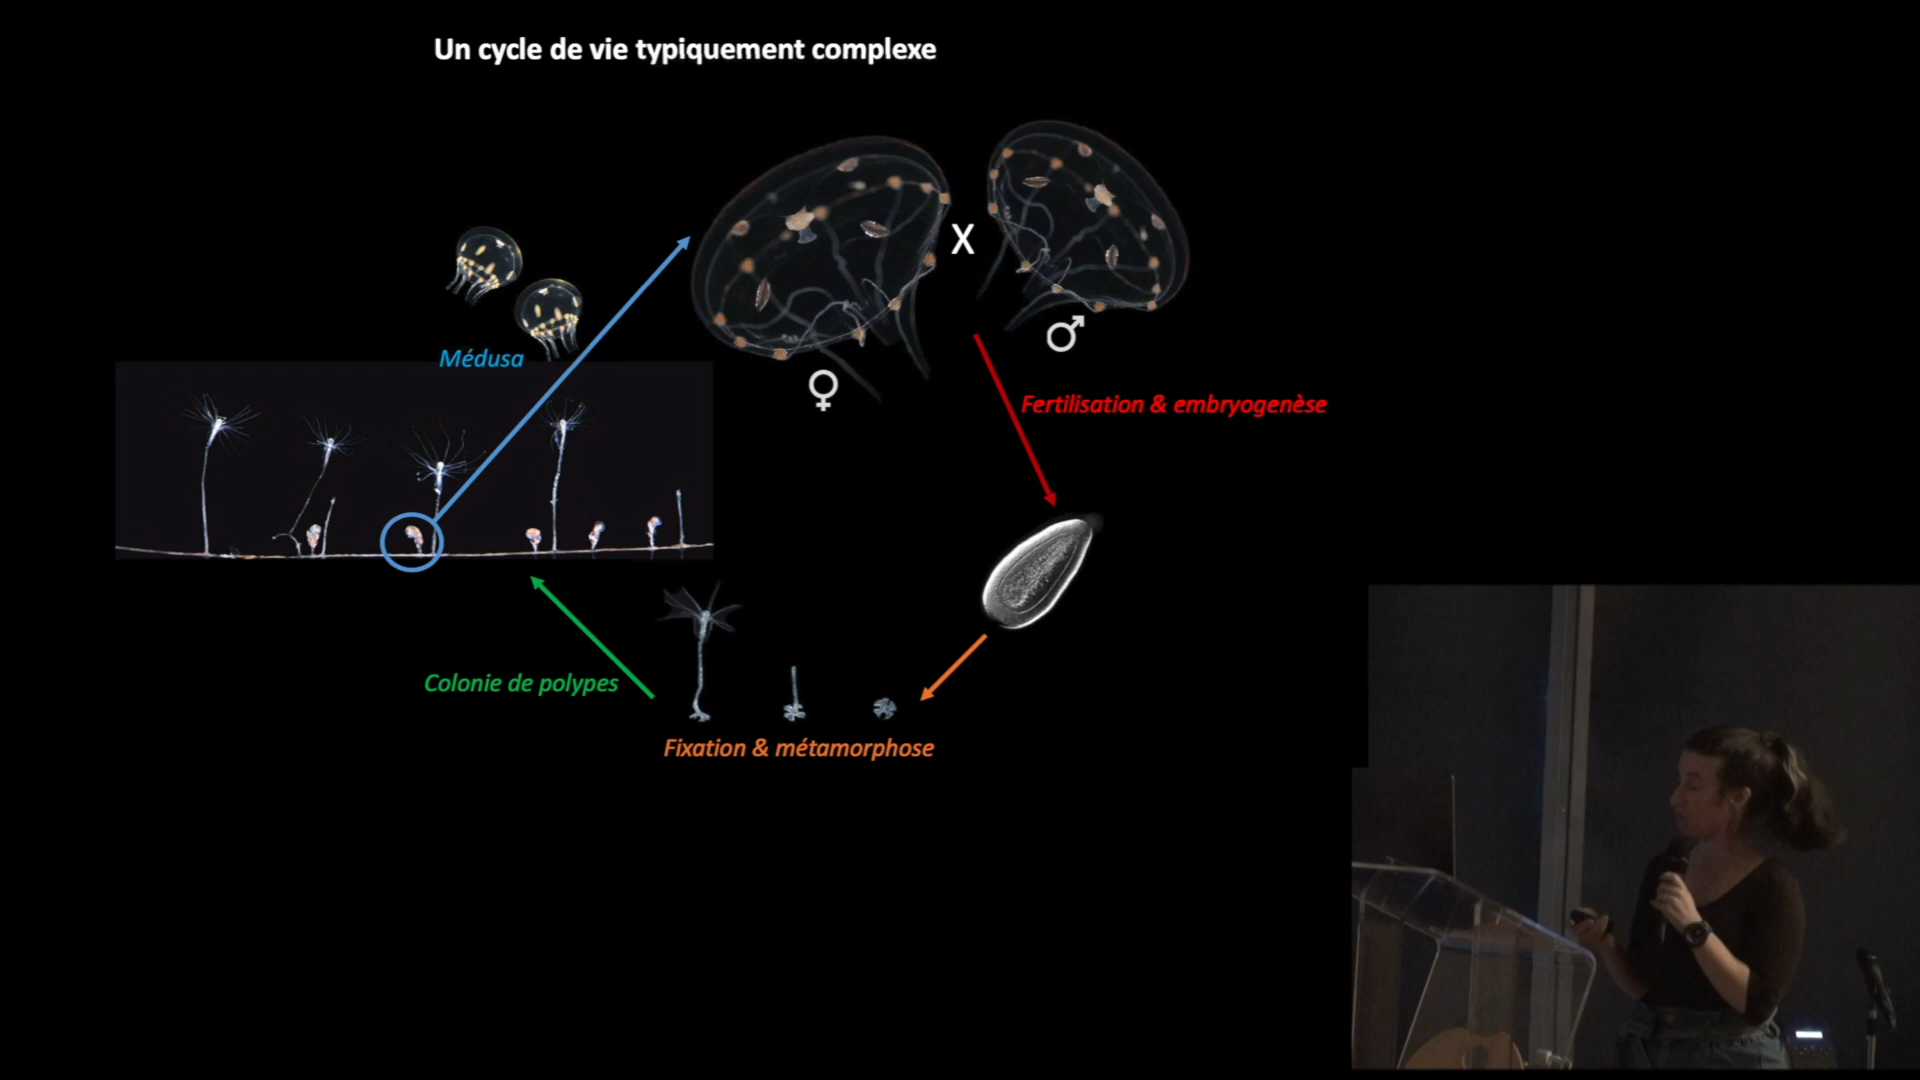 Un cycle de vie typiquement complexe
X
♂
Médusa
♀
Fertilisation & embryogenèse
Colonie de polypes
Fixation & métamorphose